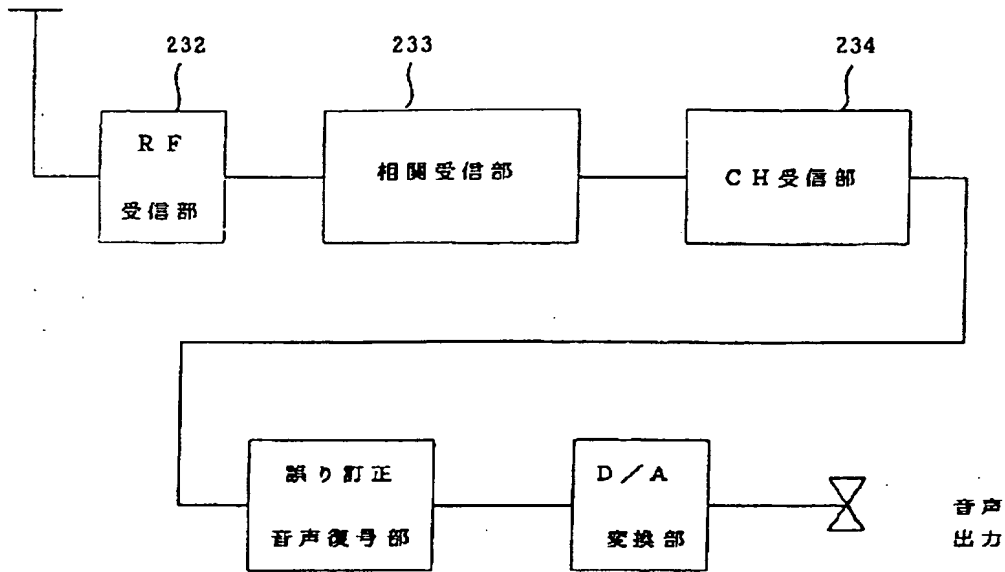 232
233
234
RF
受信部
相関受信部
CH受信部
誤り訂正
音声復号部
D/A
変換部
音声
出力